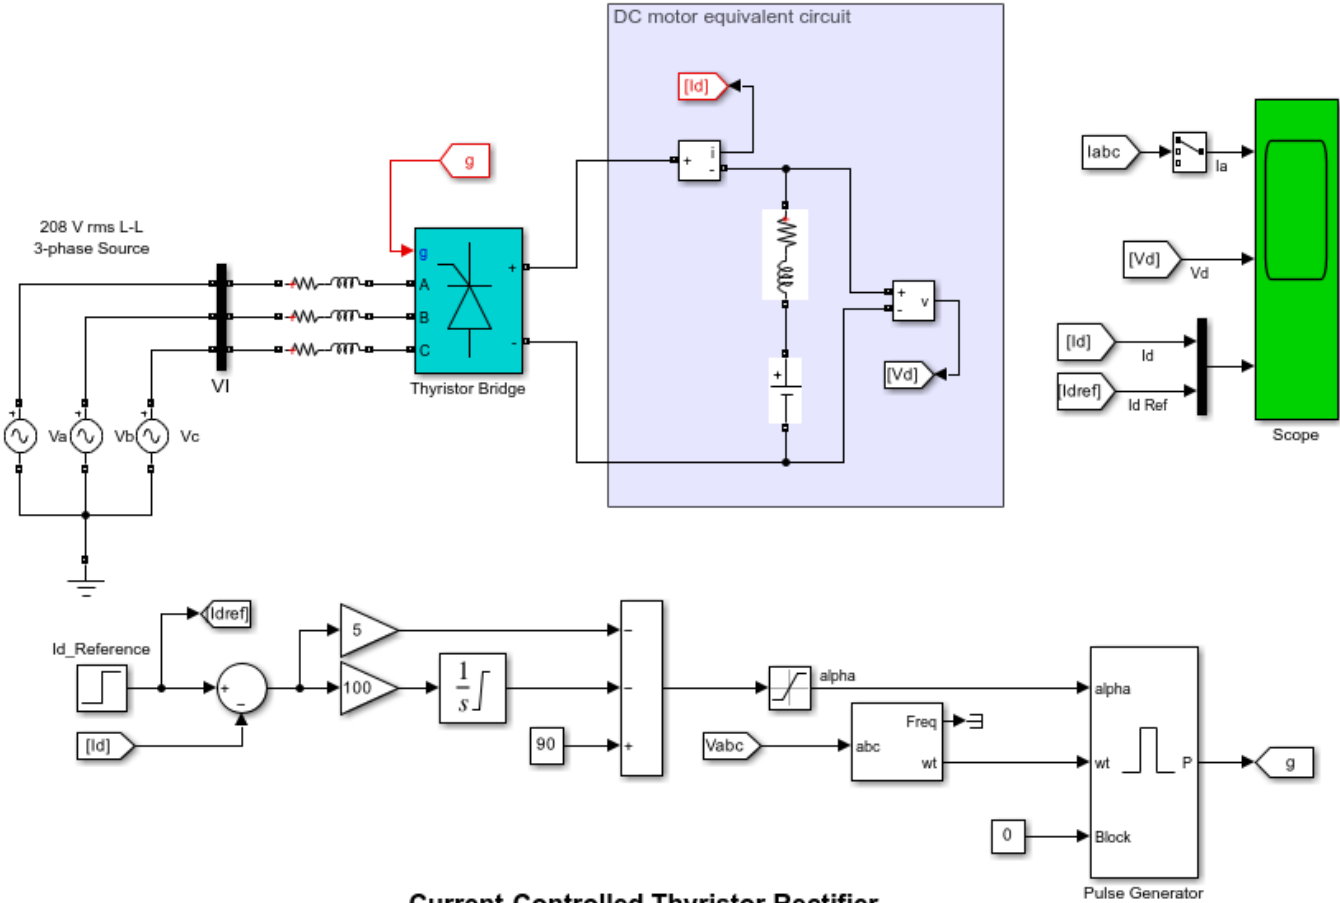 DC motor equivalent circuit
[Id]
i
+
-
g
Iabc
Ia
208 V rms L-L
3-phase Source
g
+
A
B
C
-
[Vd]
Vd
+
-
v
[Id]
Id
[Idref]
Id Ref
[Vd]
VI
Thyristor Bridge
+
Scope
+
+
+
Va
Vb
Vc
[Idref]
Id_Reference
5
-
+
-
100
1
s
-
alpha
alpha
[Id]
90
+
Vabc
abc
Freq
wt
wt
P
g
0
Block
Pulse Generator
Current-Controlled Thyristor Rectifier